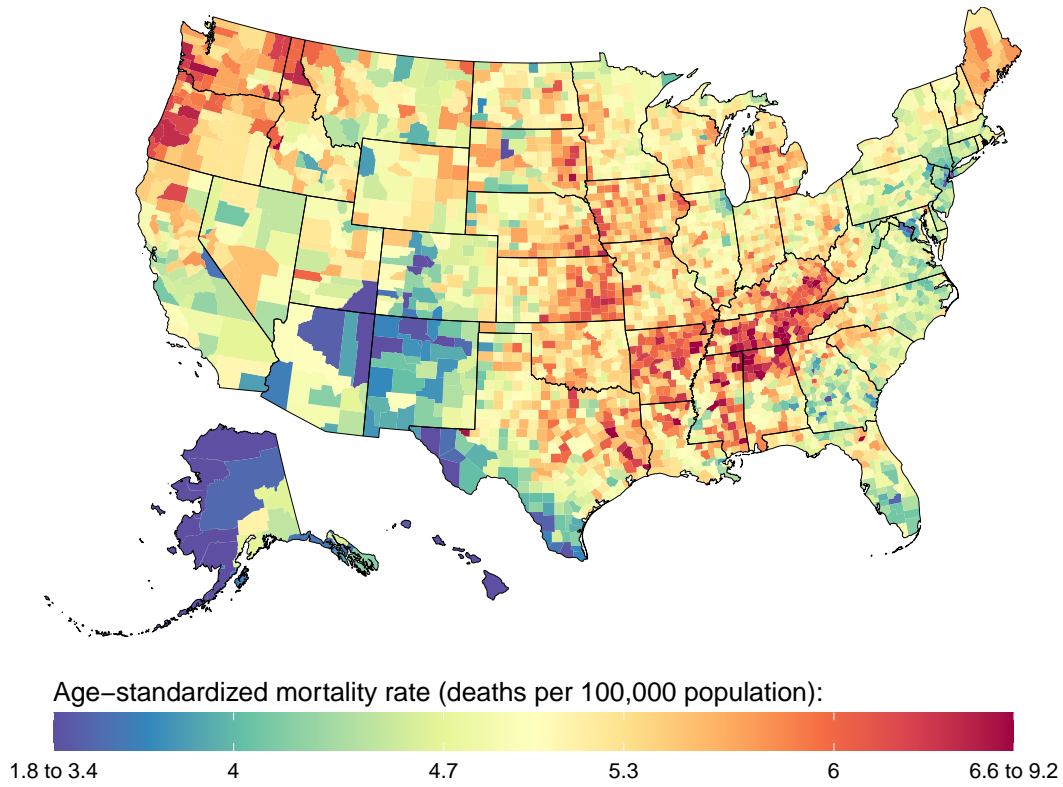 Age−standardized mortality rate (deaths per 100,000 population):
1.8 to 3.4 4 4.7 5.3 6 6.6 to 9.2